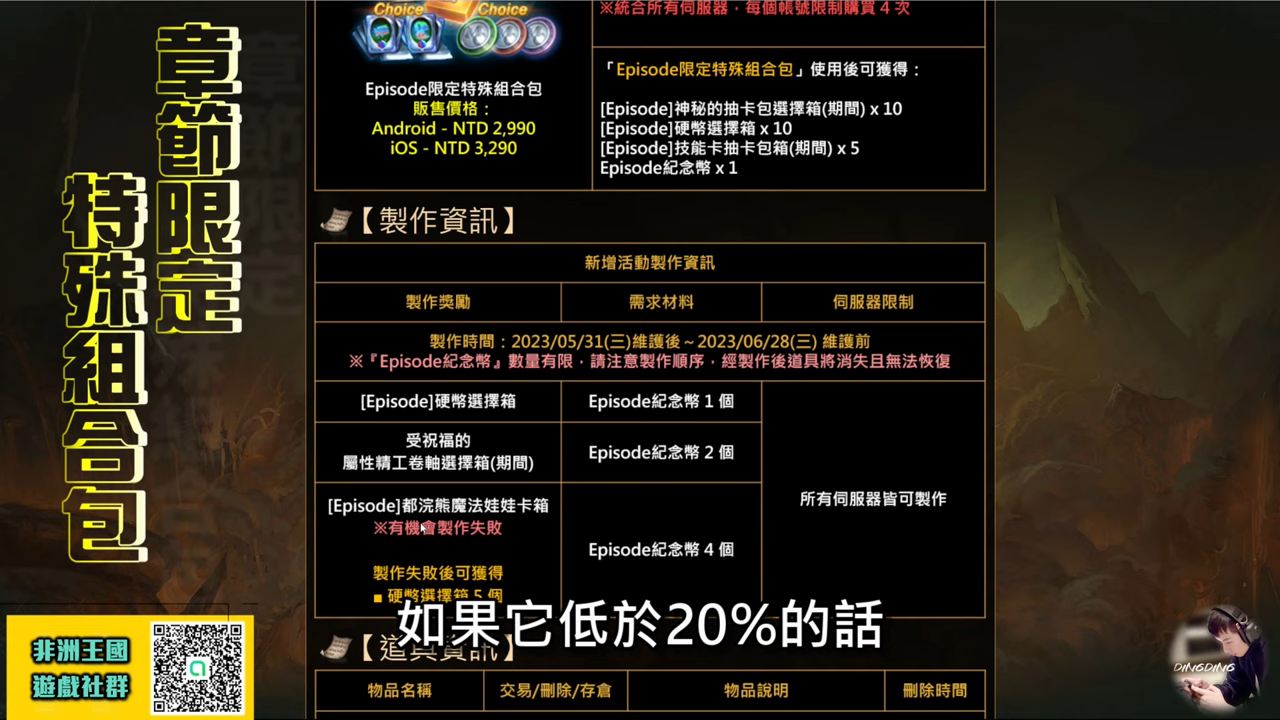 章節限定
特殊組合包
Choice
Choice
Episode限定特殊組合包
販售價格：
Android - NTD 2,990
iOS - NTD 3,290
※統合所有伺服器，每個帳號限制購買 4 次
「Episode限定特殊組合包」使用後可獲得：
[Episode]神秘的抽卡包選擇箱(期間) x 10
[Episode]硬幣選擇箱 x 10
[Episode]技能卡抽卡包箱(期間) x 5
Episode紀念幣 x 1
【製作資訊】
新增活動製作資訊
製作獎勵
需求材料
伺服器限制
製作時間：2023/05/31(三)維護後～2023/06/28(三) 維護前
※『Episode紀念幣』數量有限，請注意製作順序，經製作後道具將消失且無法恢復
[Episode]硬幣選擇箱
Episode紀念幣 1 個
受祝福的
屬性精工卷軸選擇箱(期間)
Episode紀念幣 2 個
[Episode]都浣熊魔法娃娃卡箱
※有機會製作失敗
製作失敗後可獲得
■ 硬幣選擇箱 5 個
Episode紀念幣 4 個
所有伺服器皆可製作
如果它低於20%的話
【道具資訊】
物品名稱
交易/刪除/存倉
物品說明
刪除時間
非洲王國
遊戲社群
DINGDING